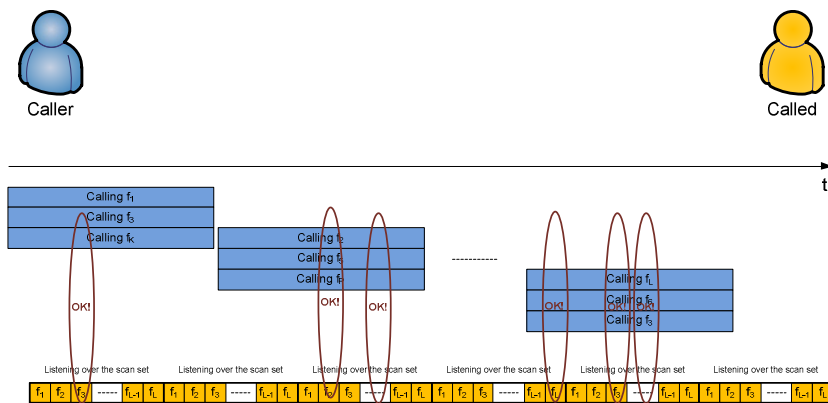 Caller
Called
t
Calling f1
Calling f3
Calling fK
Calling f2
Calling
Calling
-----------
Calling fL
Calling
Calling f3
OK!
OK!
OK!
OK!
OK!
OK!
Listening over the scan set
Listening over the scan set
Listening over the scan set
Listening over the scan set
Listening over the scan set
Listening over the scan set
f1 f2 f3 ----- fL-1 fL f1 f2 f3 ----- fL-1 fL f1 f2 f3 ----- fL-1 fL f1 f2 f3 ----- fL-1 fL f1 f2 f3 ----- fL-1 fL f1 f2 f3 ----- fL-1 fL